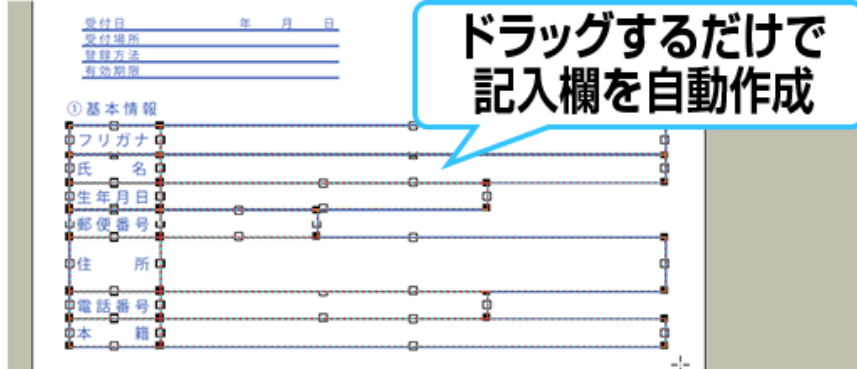 ドラッグするだけで
記入欄を自動作成
受付日 年 月 日
受付場所
登録方法
有効期限
①基本情報
フリガナ
氏 名
生年月日
郵便番号
住 所
電話番号
本 籍